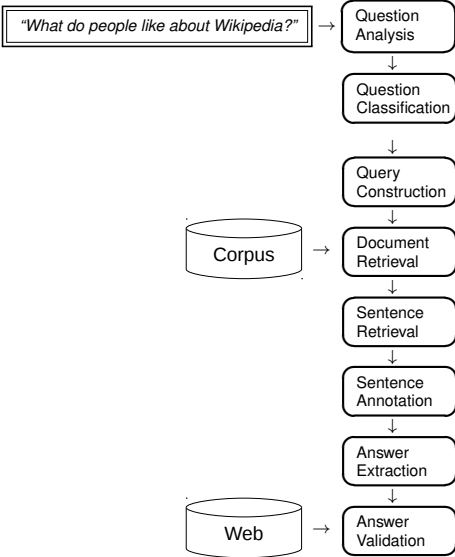 “What do people like about Wikipedia?”
→
Question
Analysis
↓
Question
Classification
↓
Query
Construction
↓
Corpus
→
Document
Retrieval
↓
Sentence
Retrieval
↓
Sentence
Annotation
↓
Answer
Extraction
↓
Web
→
Answer
Validation